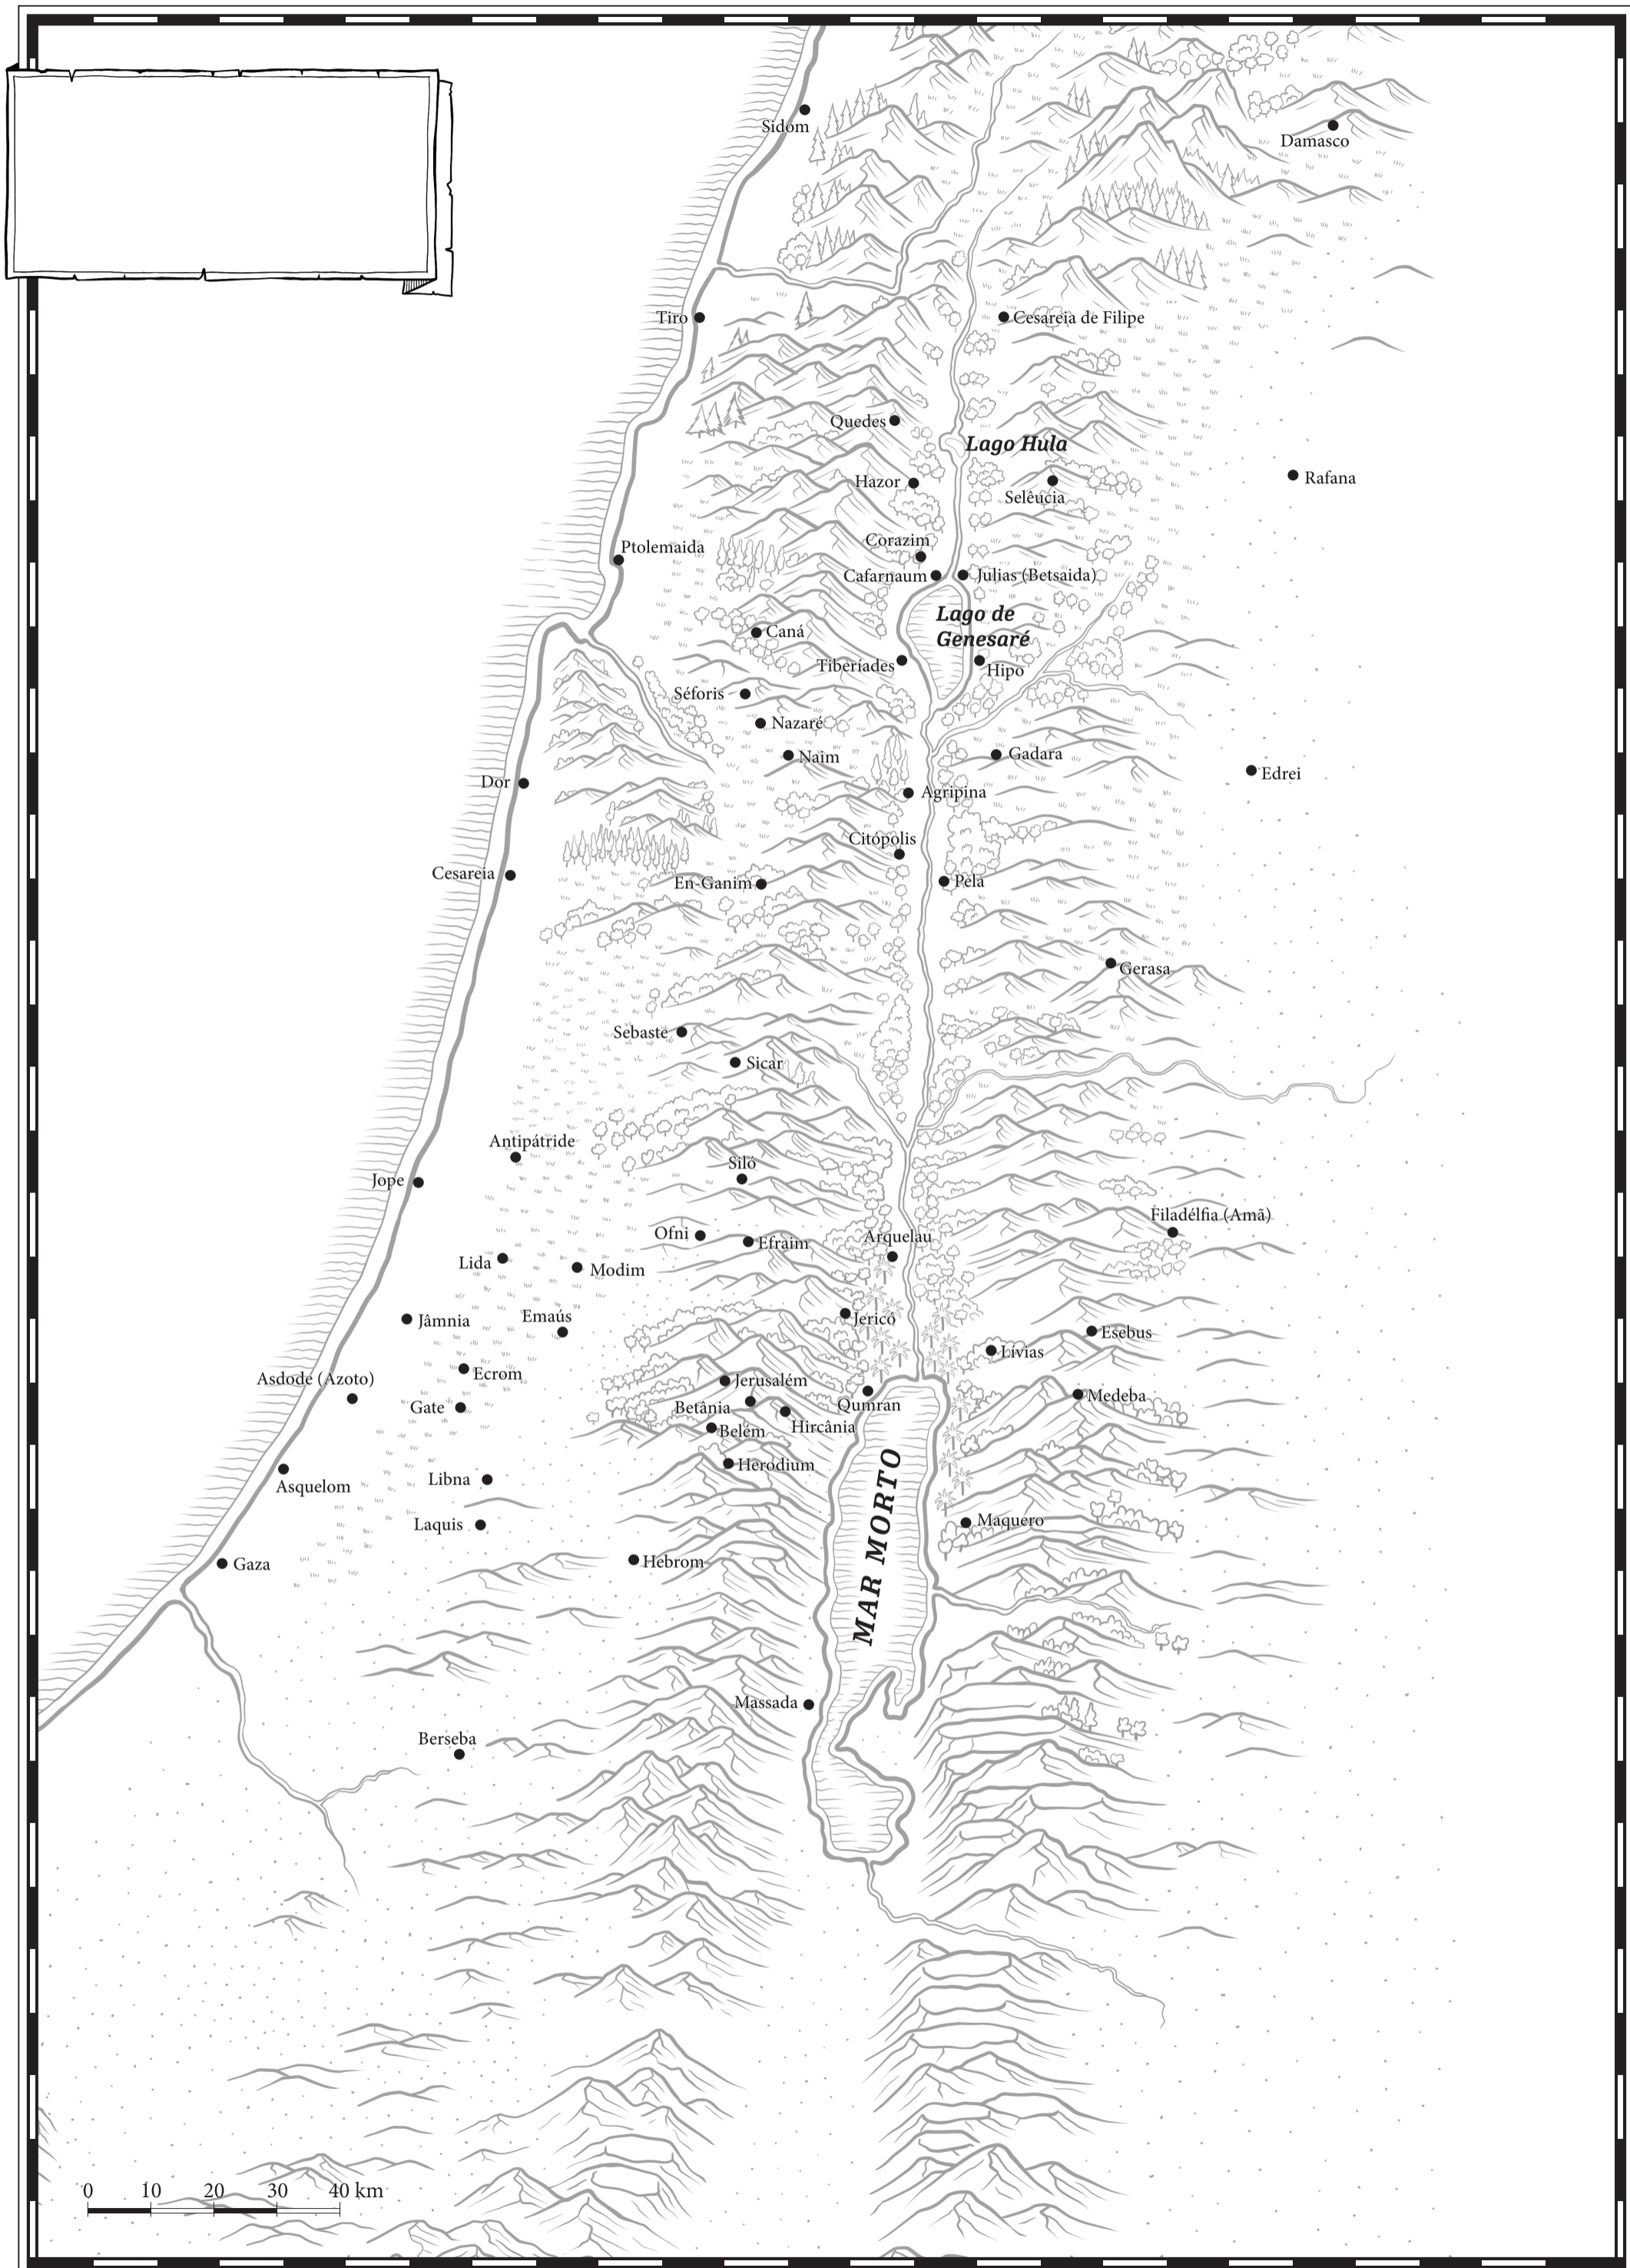 Sidom
Damasco
Tiro
Cesareia de Filipe
Quedes
Lago Hula
Hazor
Selêucia
Rafana
Corazim
Ptolemaida
Cafarnaum
Julias (Betsaida)
Lago de
Genesaré
Caná
Tiberíades
Hipo
Séforis
Nazaré
Naim
Gadara
Edrei
Dor
Agripina
Citópolis
Cesareia
En-Ganim
Pela
Gerasa
Sebaste
Sicar
Antipátride
Siló
Jope
Filadélfia (Amã)
Ofni
Efraim
Arquelau
Lida
Modim
Jâmnia
Emaús
Jericó
Esebus
Lívias
Asdode (Azoto)
Ecrom
Jerusalém
Medeba
Gate
Betânia
Qumran
Hircânia
Belém
Heródium
Asquelom
Libna
MAR MORTO
Laquis
Maquero
Gaza
Hebrom
Massada
Berseba
0 10 20 30 40 km